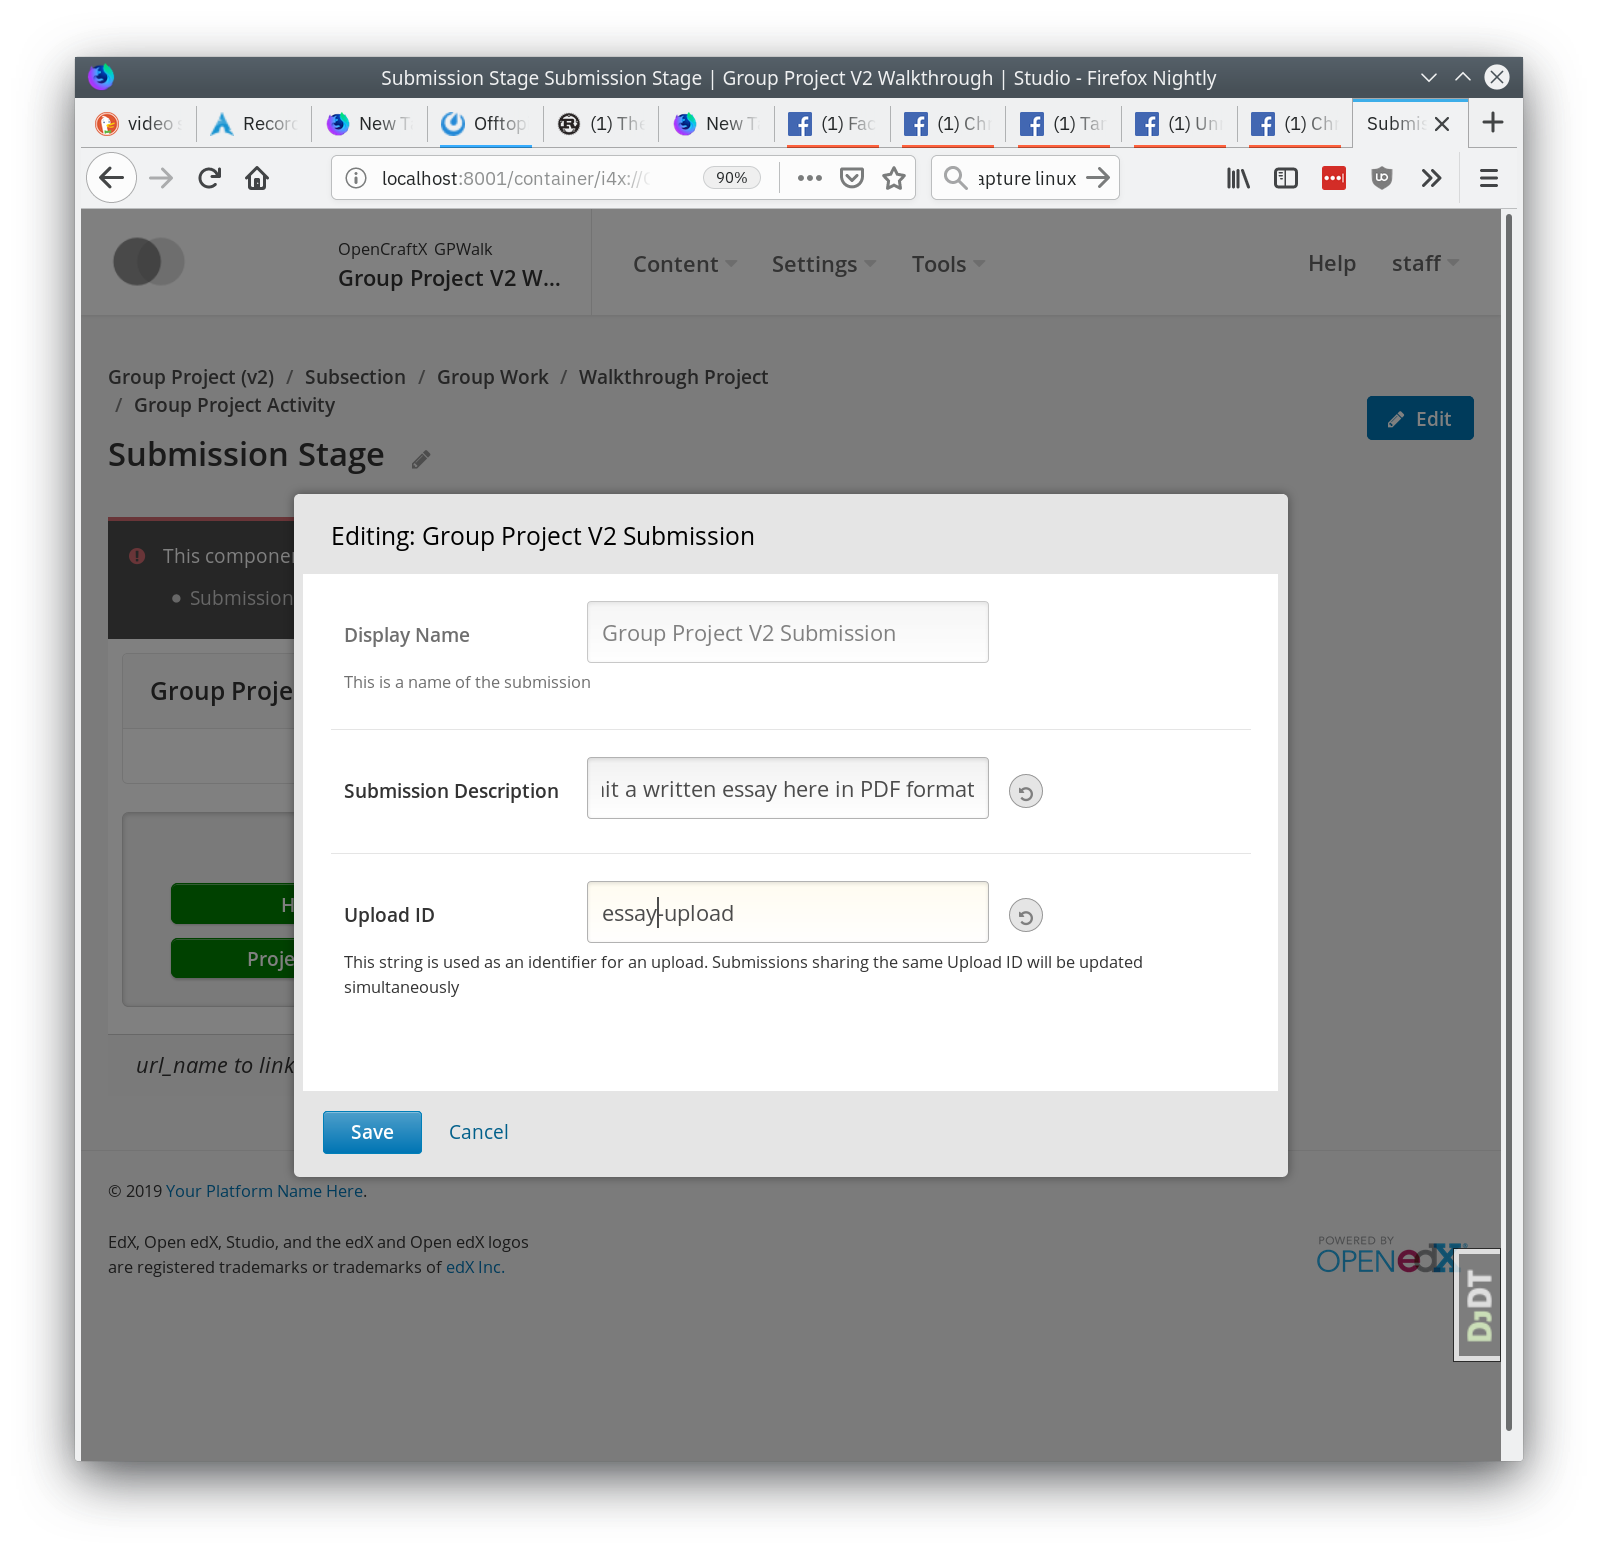 Submission Stage Submission Stage | Group Project V2 Walkthrough | Studio - Firefox Nightly
video
Recor
New T
Offtop
(1) The
New T
(1) Fac
(1) Ch
(1) Tar
(1) Un
(1) Ch
Submis
localhost:8001/container/i4x://
90%
apture linux
OpenCraftX GPWalk
Group Project V2 W...
Content
Settings
Tools
Help
staff
Group Project (v2) / Subsection / Group Work / Walkthrough Project
/ Group Project Activity
Edit
Submission Stage
Editing: Group Project V2 Submission
This componen
Submission
Display Name
Group Project V2 Submission
This is a name of the submission
Group Proje
Submission Description
it a written essay here in PDF format
H
Upload ID
essay-upload
Proje
This string is used as an identifier for an upload. Submissions sharing the same Upload ID will be updated
simultaneously
url_name to link
Save
Cancel
© 2019 Your Platform Name Here.
EdX, Open edX, Studio, and the edX and Open edX logos
are registered trademarks or trademarks of edX Inc.
POWERED BY
OPENedX
DjDT